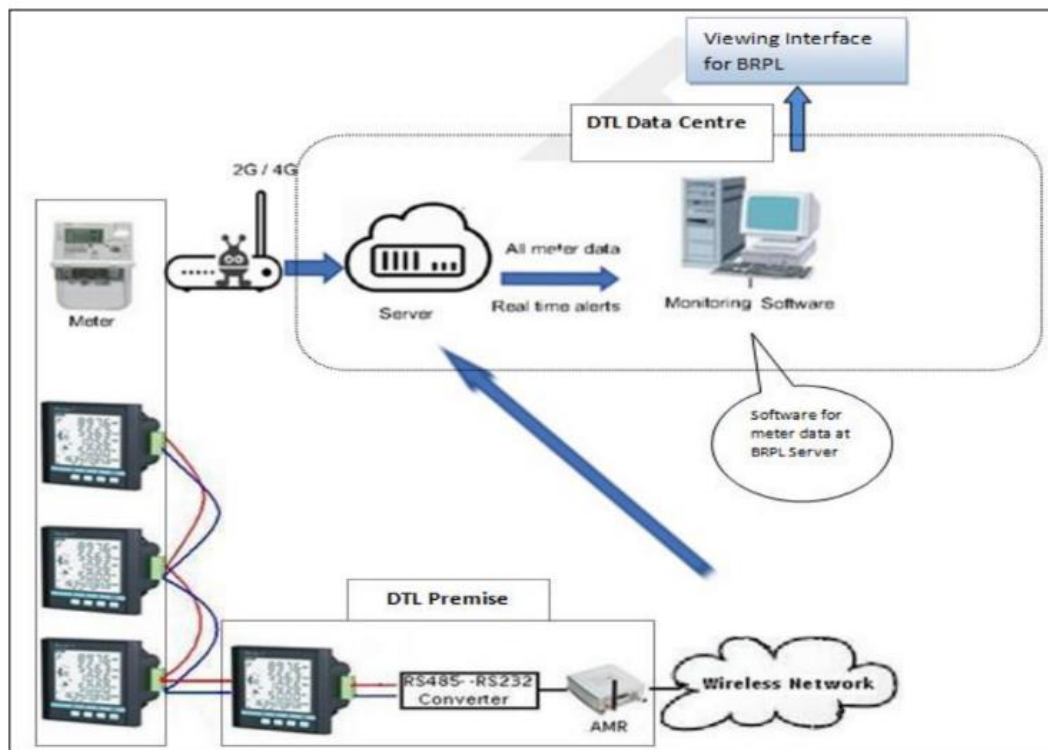 Viewing Interface
for BRPL
DTL Data Centre
2G / 4G
All meter data
Real time alerts
Server
Monitoring Software
Meter
Software for
meter data at
BRPL Server
DTL Premise
RS485--RS232
Converter
AMR
Wireless Network